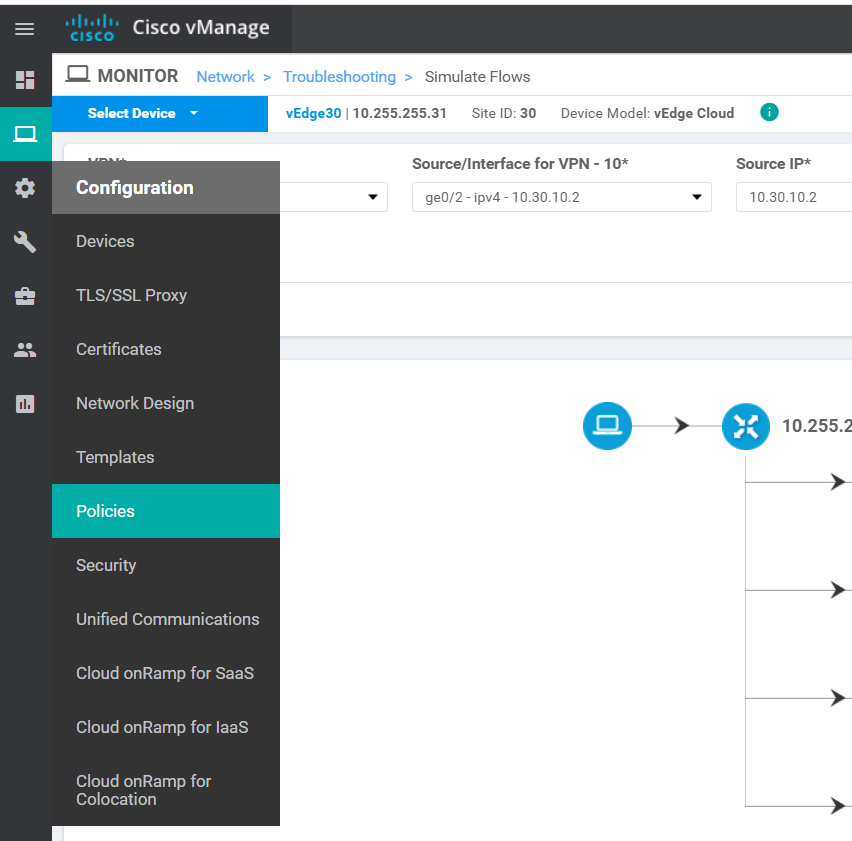 cisco Cisco vManage
MONITOR Network > Troubleshooting > Simulate Flows
Select Device vEdge30 | 10.255.255.31 Site ID: 30 Device Model: vEdge Cloud i
VPN* Source/Interface for VPN - 10* Source IP*
ge0/2 - ipv4 - 10.30.10.2 10.30.10.2
Configuration
Devices
TLS/SSL Proxy
Certificates
Network Design
Templates
10.255.2
Policies
Security
Unified Communications
Cloud onRamp for SaaS
Cloud onRamp for IaaS
Cloud onRamp for
Colocation